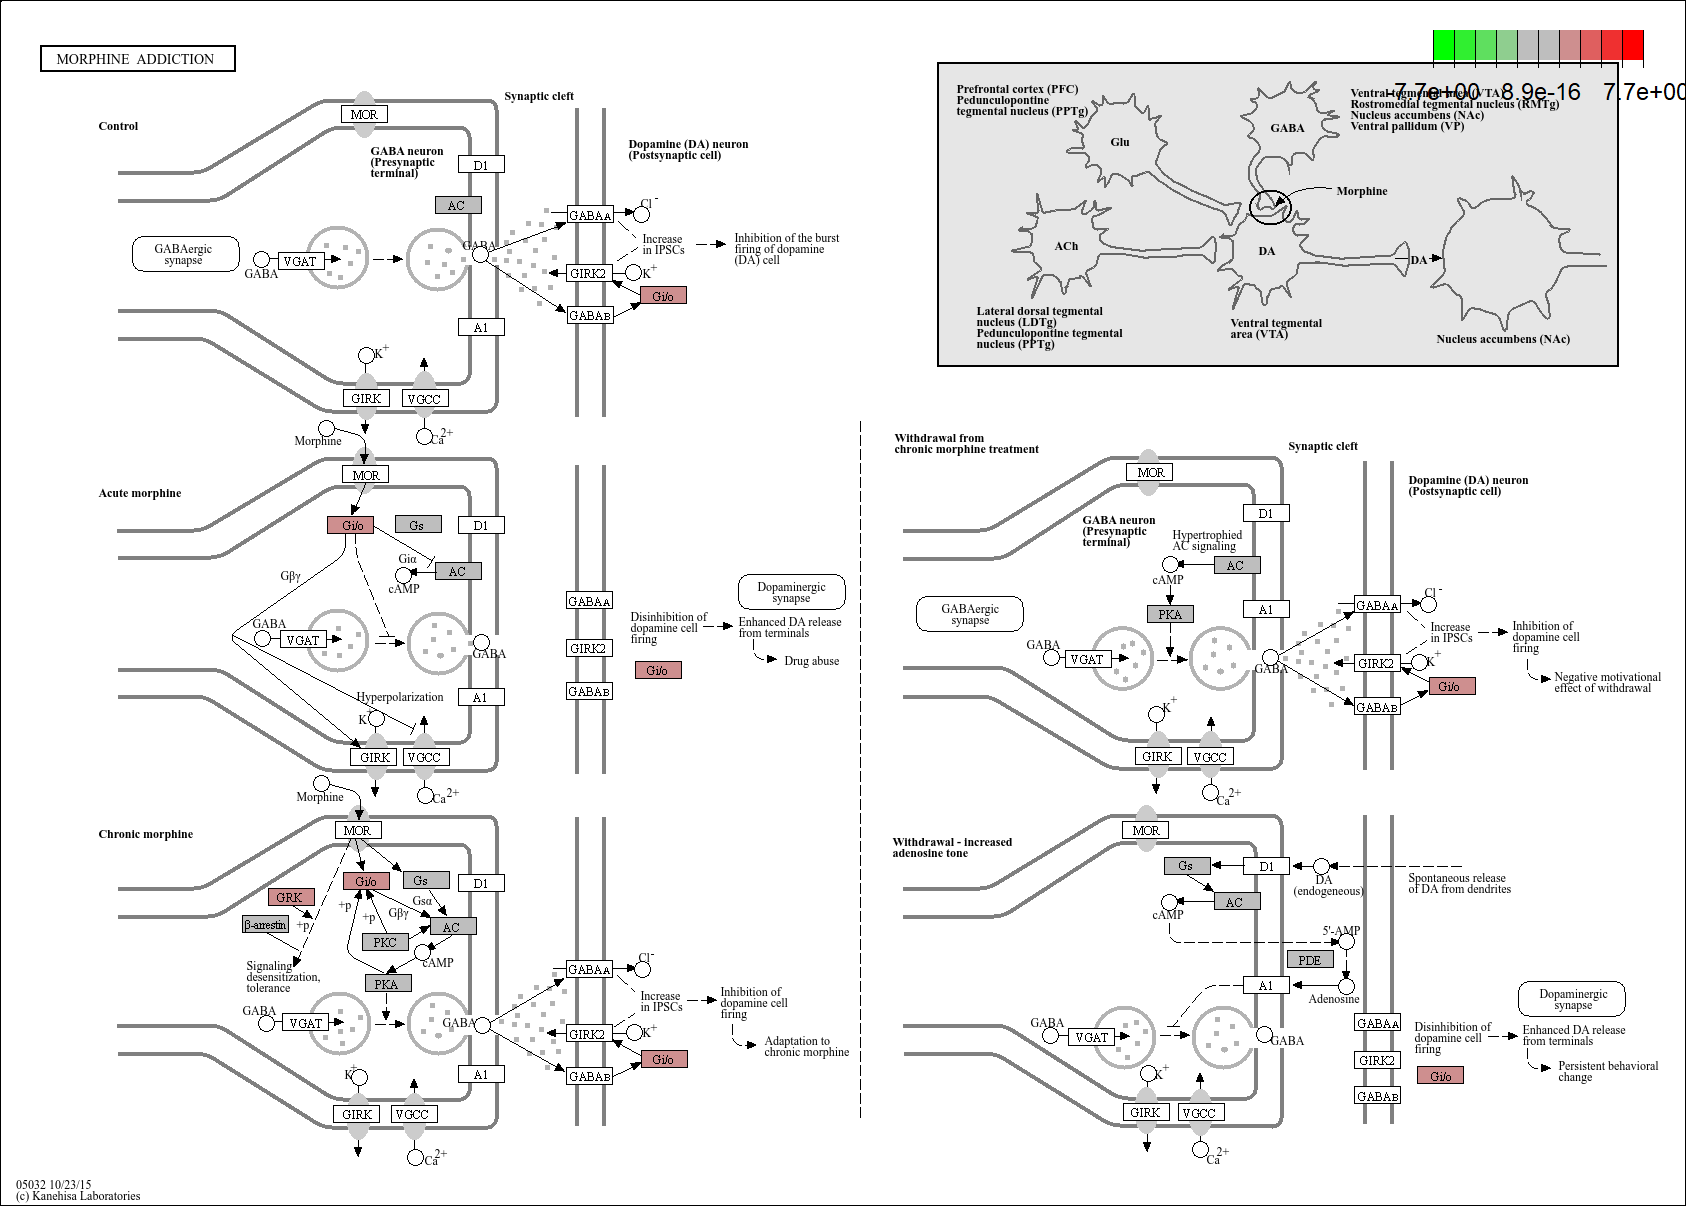 MORPHINE ADDICTION
7.7e+00 8.9e-16 7.7e+00
Prefrontal cortex (PFC)
Pedunculopontine
tegmental nucleus (PPTg)
Ventral tegmental area (VTA)
Rostromedial tegmental nucleus (RMTg)
Nucleus accumbens (NAc)
Ventral pallidum (VP)
Glu
GABA
Morphine
ACh
DA
DA
Lateral dorsal tegmental
nucleus (LDTg)
Pedunculopontine tegmental
nucleus (PPTg)
Ventral tegmental
area (VTA)
Nucleus accumbens (NAc)
Control
Synaptic cleft
MOR
GABA neuron
(Presynaptic
terminal)
D1
AC
Dopamine (DA) neuron
(Postsynaptic cell)
GABAergic
synapse
GABA
VGAT
GABA
GABAA
Cl -
Increase
in IPSCs
Inhibition of the burst
firing of dopamine
(DA) cell
GIRK2
K+
Gi/o
GABAB
A1
K+
GIRK
VGCC
Ca2+
Morphine
Acute morphine
MOR
Gi/o
Gs
D1
Giα
AC
cAMP
Gβγ
GABA
VGAT
GABA
Hyperpolarization
A1
K+
GIRK
VGCC
Ca2+
GABAA
GIRK2
GABAB
Disinhibition of
dopamine cell
firing
Gi/o
Dopaminergic
synapse
Enhanced DA release
from terminals
Drug abuse
Morphine
Chronic morphine
MOR
Gi/o
Gs
D1
GRK
β-arrestin
+p
+p
+p
Gβγ
Gsα
AC
PKC
cAMP
PKA
Signaling
desensitization,
tolerance
GABA
VGAT
GABA
A1
K+
GIRK
VGCC
Ca2+
GABAA
Cl-
Increase
in IPSCs
Inhibition of
dopamine cell
firing
GIRK2
K+
Gi/o
GABAB
Adaptation to
chronic morphine
Withdrawal from
chronic morphine treatment
Synaptic cleft
MOR
Dopamine (DA) neuron
(Postsynaptic cell)
GABA neuron
(Presynaptic
terminal)
D1
Hypertrophied
AC signaling
AC
cAMP
PKA
A1
GABAergic
synapse
GABA
VGAT
GABA
GABAA
Cl -
Increase
in IPSCs
Inhibition of
dopamine cell
firing
GIRK2
K+
Gi/o
GABAB
Negative motivational
effect of withdrawal
K+
GIRK
VGCC
Ca2+
Withdrawal - increased
adenosine tone
MOR
Gs
D1
DA
(endogeneous)
Spontaneous release
of DA from dendrites
AC
cAMP
5'-AMP
PDE
A1
Adenosine
GABA
VGAT
GABA
K+
GIRK
VGCC
Ca2+
GABAA
GIRK2
GABAB
Disinhibition of
dopamine cell
firing
Gi/o
Dopaminergic
synapse
Enhanced DA release
from terminals
Persistent behavioral
change
05032 10/23/15
(c) Kanehisa Laboratories